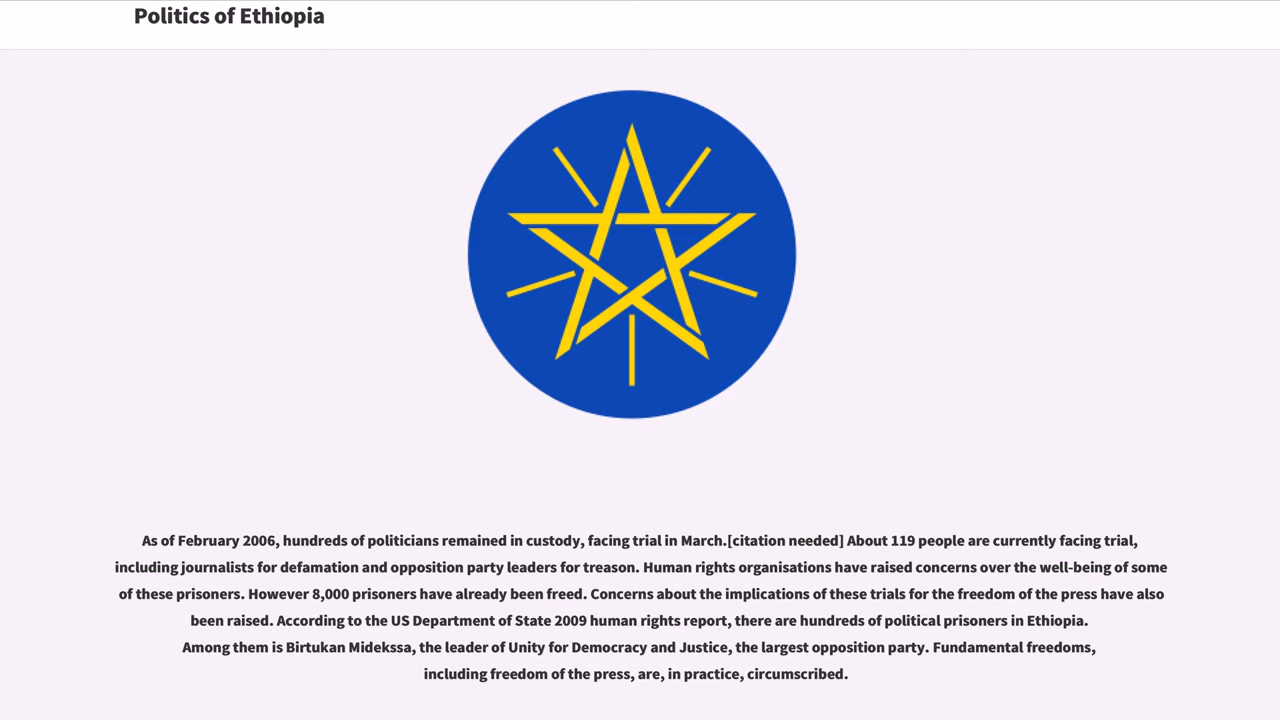 Politics of Ethiopia
As of February 2006, hundreds of politicians remained in custody, facing trial in March.[citation needed] About 119 people are currently facing trial,
including journalists for defamation and opposition party leaders for treason. Human rights organisations have raised concerns over the well-being of some
of these prisoners. However 8,000 prisoners have already been freed. Concerns about the implications of these trials for the freedom of the press have also
been raised. According to the US Department of State 2009 human rights report, there are hundreds of political prisoners in Ethiopia.
Among them is Birtukan Midekssa, the leader of Unity for Democracy and Justice, the largest opposition party. Fundamental freedoms,
including freedom of the press, are, in practice, circumscribed.